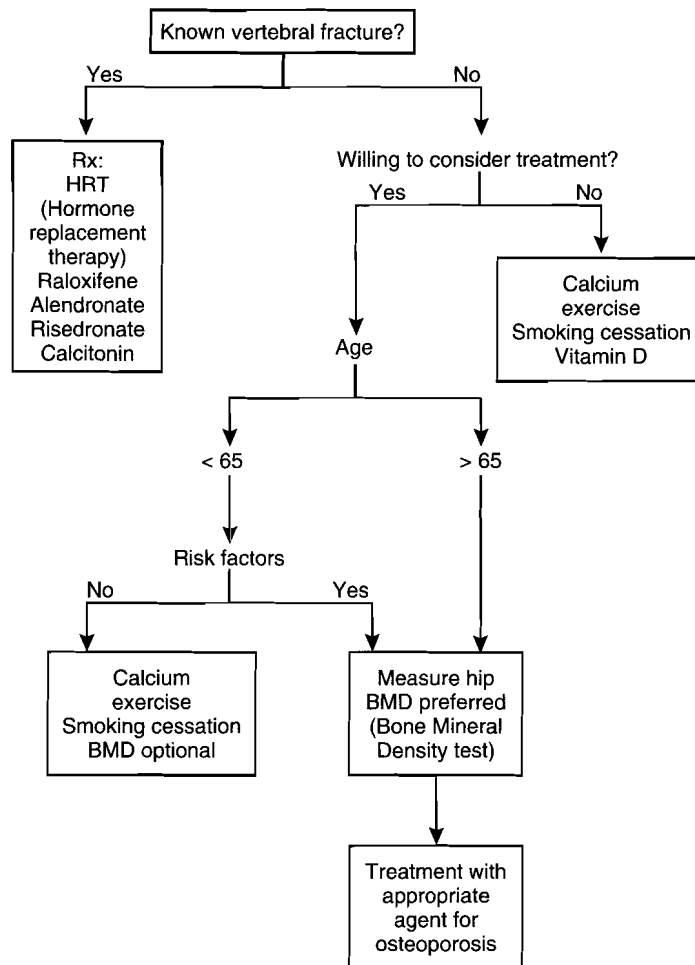 Known vertebral fracture?
Yes
No
Rx:
HRT
(Hormone
replacement
therapy)
Raloxifene
Alendronate
Risedronate
Calcitonin
Willing to consider treatment?
Yes
No
Calcium
exercise
Smoking cessation
Vitamin D
Age
< 65
> 65
Risk factors
No
Yes
Calcium
exercise
Smoking cessation
BMD optional
Measure hip
BMD preferred
(Bone Mineral
Density test)
Treatment with
appropriate
agent for
osteoporosis